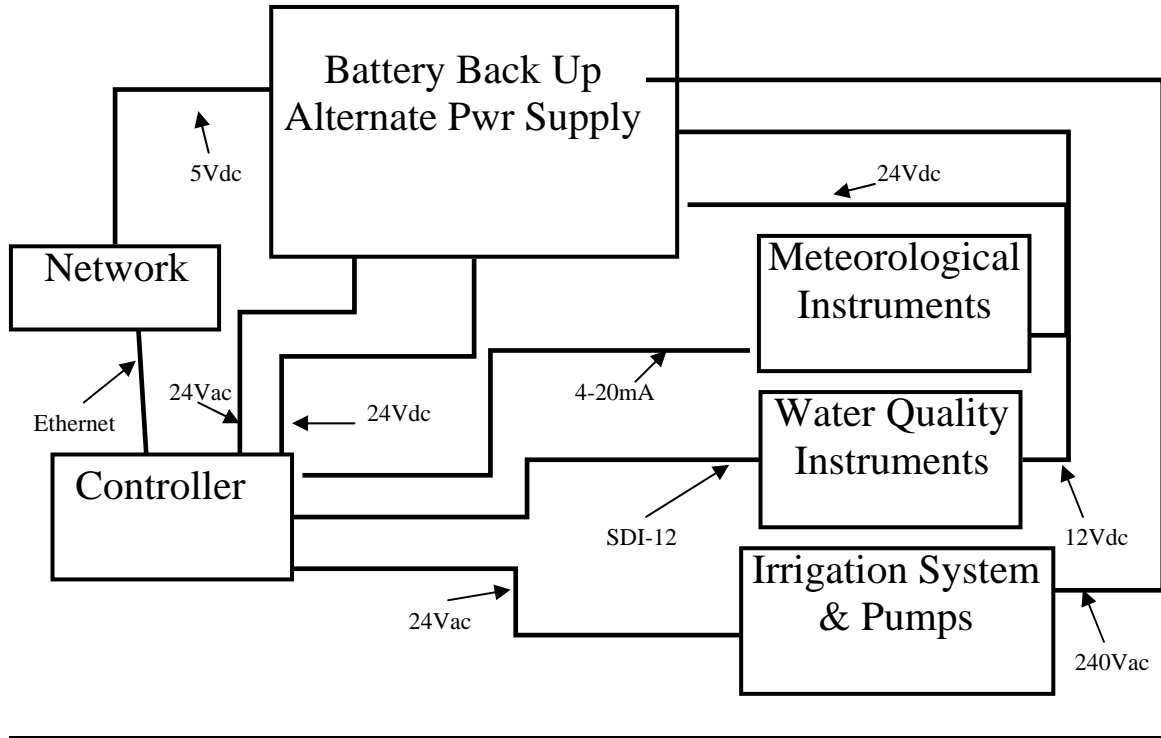 Battery Back Up
Alternate Pwr Supply
5Vdc
24Vdc
Network
Meteorological
Instruments
Ethernet
24Vac
24Vdc
4-20mA
Water Quality
Instruments
Controller
SDI-12
12Vdc
Irrigation System
& Pumps
24Vac
240Vac